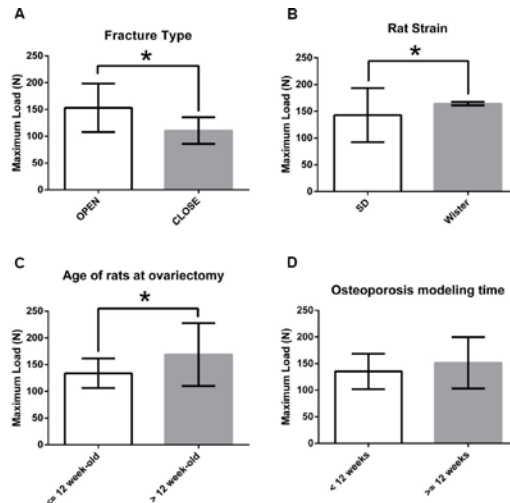 A
Fracture Type
*
Maximum Load (N)
250
200
150
100
50
0
OPEN
CLOSE
B
Rat Strain
*
Maximum Load (N)
250
200
150
100
50
0
SD
Wister
C
Age of rats at ovariectomy
*
Maximum Load (N)
250
200
150
100
50
0
<= 12 week-old
> 12 week-old
D
Osteoporosis modeling time
Maximum Load (N)
250
200
150
100
50
0
< 12 weeks
>= 12 weeks